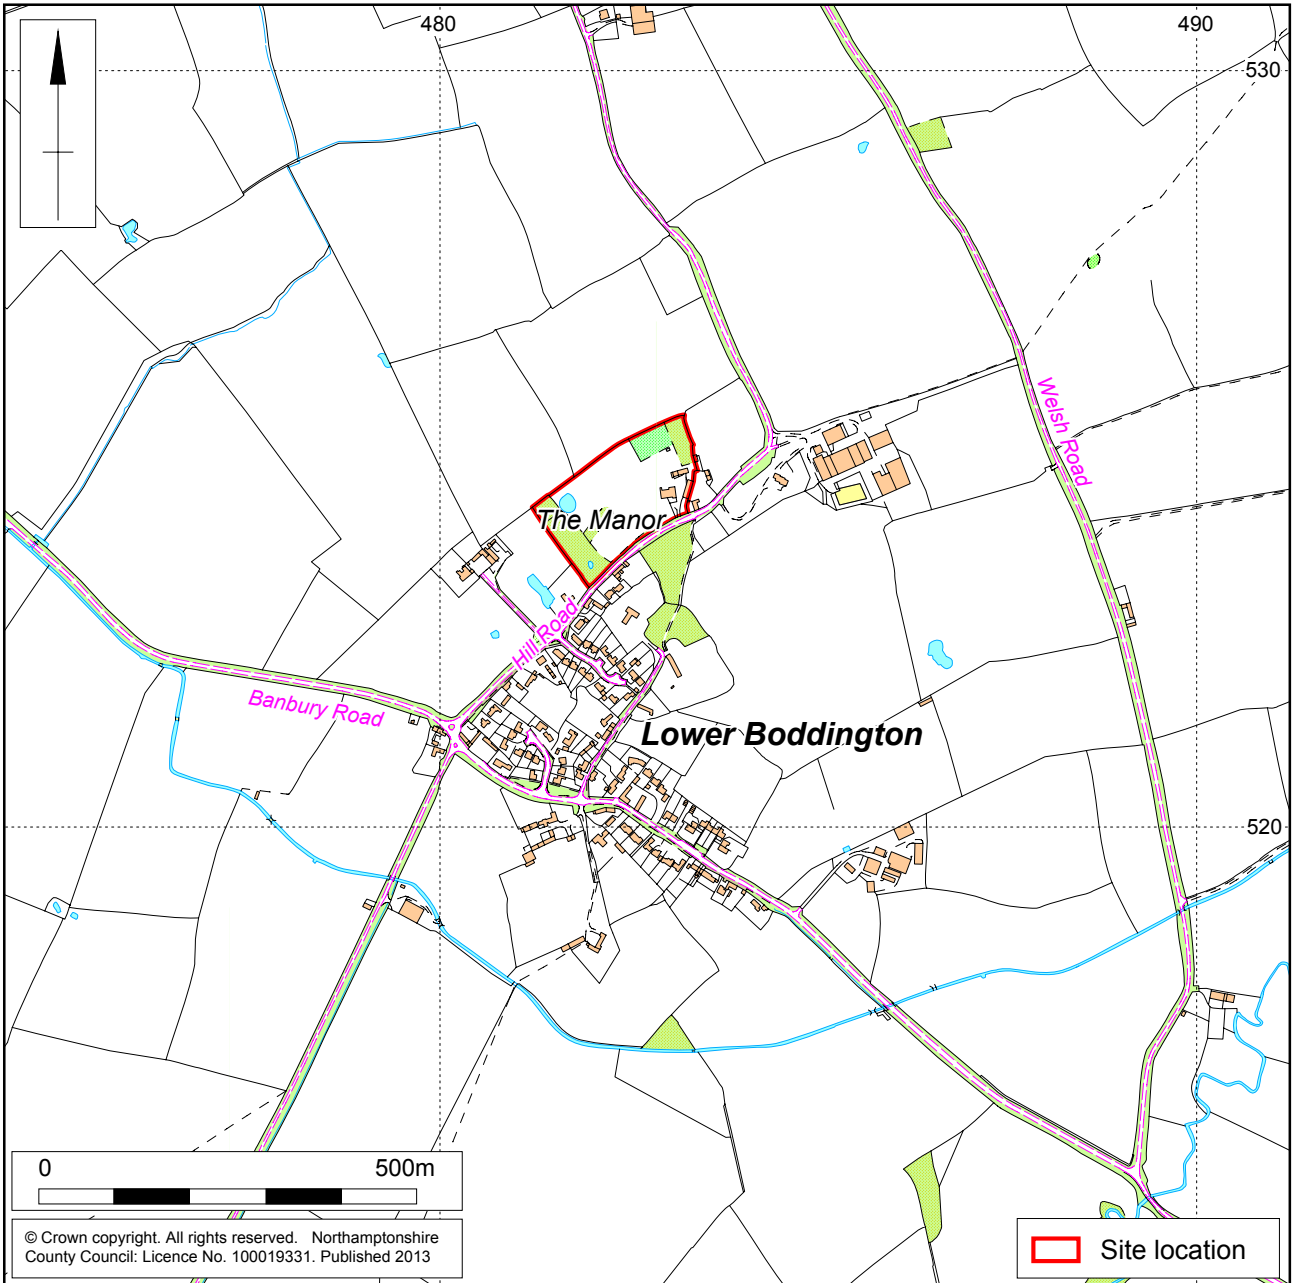 480
490
530
Welsh Road
The Manor
Hill Road
Banbury Road
Lower Boddington
520
0 500m
© Crown copyright. All rights reserved. Northamptonshire
County Council: Licence No. 100019331. Published 2013
Site location